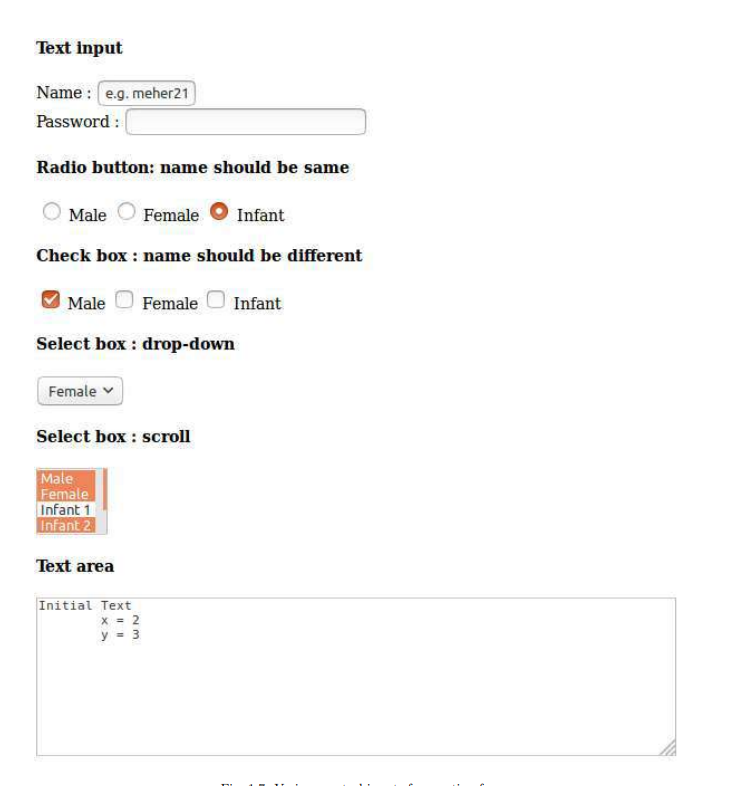 Text input
Name : e.g. meher21
Password :
Radio button: name should be same
Male Female Infant
Check box : name should be different
Male Female Infant
Select box : drop-down
Female
Select box : scroll
Male
Female
Infant 1
Infant 2
Text area
Initial Text
x = 2
y = 3